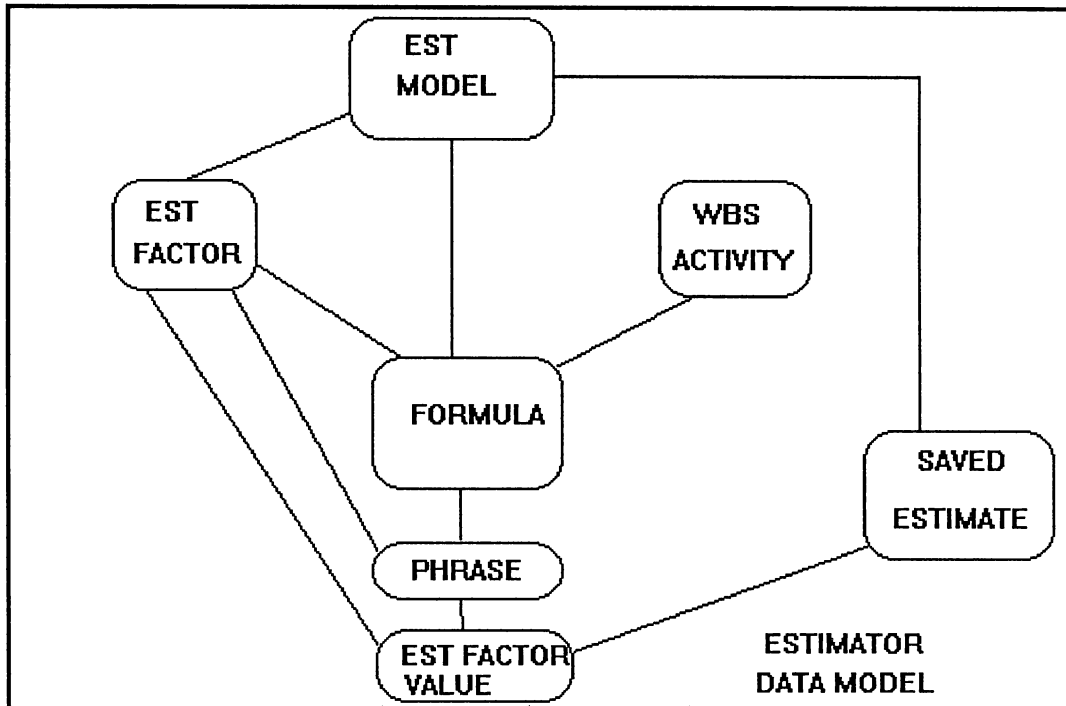 EST
MODEL
EST
FACTOR
WBS
ACTIVITY
FORMULA
SAVED
ESTIMATE
PHRASE
EST FACTOR
VALUE
ESTIMATOR
DATA MODEL